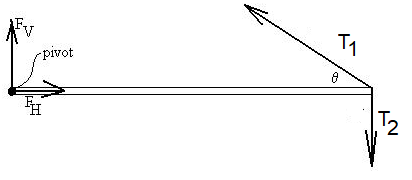 F_V
pivot
T_1
θ
F_H
T_2